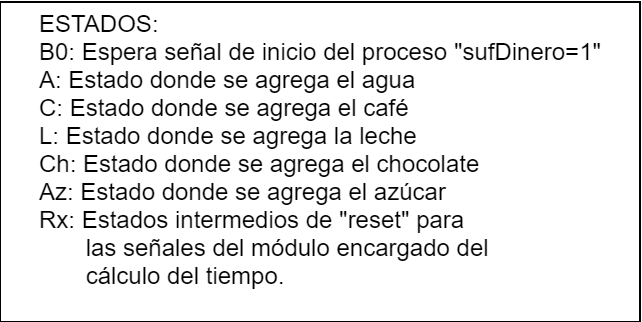 ESTADOS:
B0: Espera señal de inicio del proceso "sufDinero=1"
A: Estado donde se agrega el agua
C: Estado donde se agrega el café
L: Estado donde se agrega la leche
Ch: Estado donde se agrega el chocolate
Az: Estado donde se agrega el azúcar
Rx: Estados intermedios de "reset" para
las señales del módulo encargado del
cálculo del tiempo.